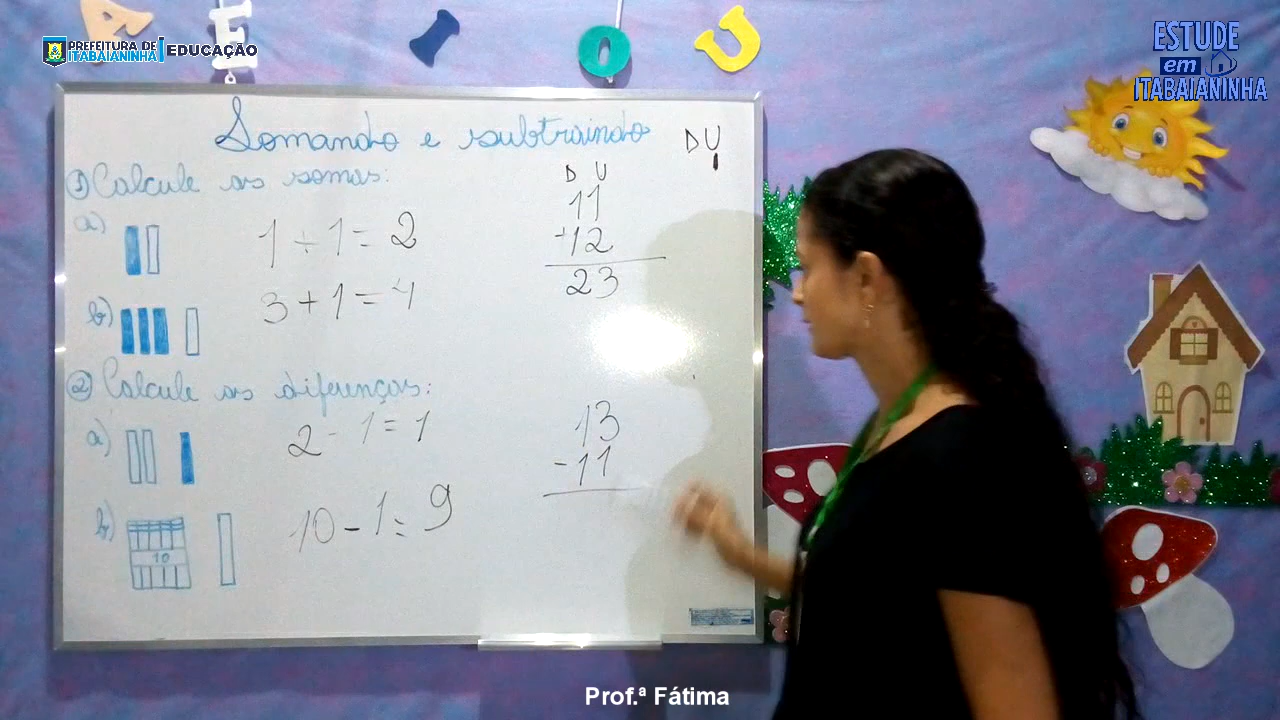 A E I O U
PREFEITURA DE
ITABAIANINHA
EDUCAÇÃO
ESTUDE
em
ITABAIANINHA
Somando e subtraindo
D U
1) Calcule as somas:
a)
1 + 1 = 2
b)
3 + 1 = 4
D U
11
+12
23
2) Calcule as diferenças:
a)
2 - 1 = 1
b)
10
10 - 1 = 9
13
-11
Prof.ª Fátima